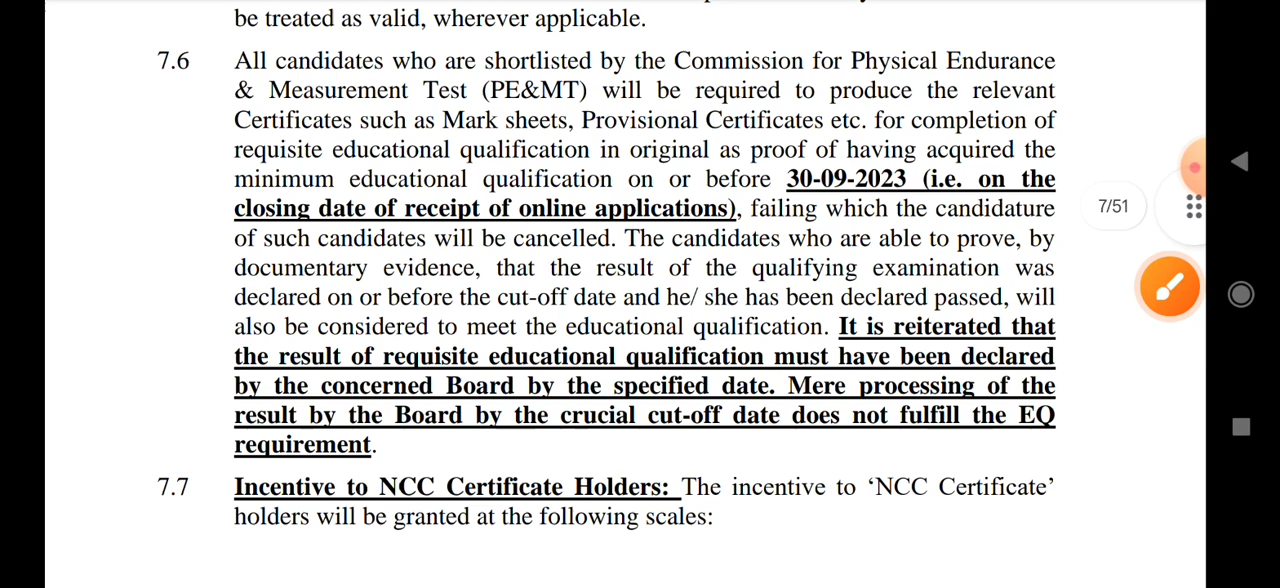 be treated as valid, wherever applicable.
7.6 All candidates who are shortlisted by the Commission for Physical Endurance
& Measurement Test (PE&MT) will be required to produce the relevant
Certificates such as Mark sheets, Provisional Certificates etc. for completion of
requisite educational qualification in original as proof of having acquired the
minimum educational qualification on or before 30-09-2023 (i.e. on the
closing date of receipt of online applications), failing which the candidature
of such candidates will be cancelled. The candidates who are able to prove, by
documentary evidence, that the result of the qualifying examination was
declared on or before the cut-off date and he/ she has been declared passed, will
also be considered to meet the educational qualification. It is reiterated that
the result of requisite educational qualification must have been declared
by the concerned Board by the specified date. Mere processing of the
result by the Board by the crucial cut-off date does not fulfill the EQ
requirement.
7.7 Incentive to NCC Certificate Holders: The incentive to ‘NCC Certificate’
holders will be granted at the following scales:
7/51